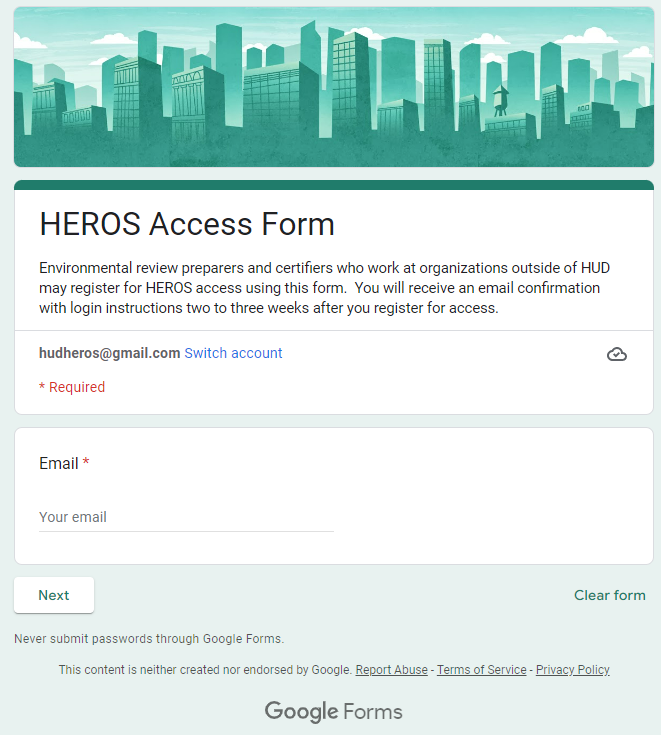 HEROS Access Form
Environmental review preparers and certifiers who work at organizations outside of HUD
may register for HEROS access using this form.  You will receive an email confirmation
with login instructions two to three weeks after you register for access.
hudheros@gmail.com Switch account
* Required
Email *
Your email
Next
Clear form
Never submit passwords through Google Forms.
This content is neither created nor endorsed by Google. Report Abuse - Terms of Service - Privacy Policy
Google Forms